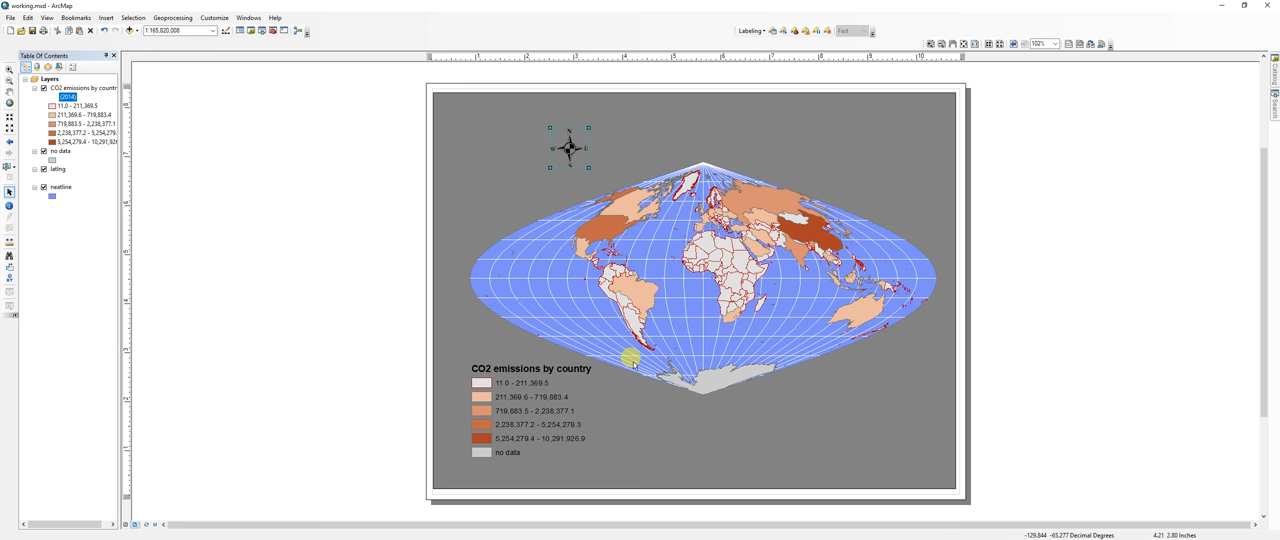 working.mxd - ArcMap
File Edit View Bookmarks Insert Selection Geoprocessing Customize Windows Help
1:165,820,008
Labeling
Fast
102%
Table Of Contents
Layers
CO2 emissions by countr
(2014)
11.0 - 211,369.5
211,369.6 - 719,883.4
719,883.5 - 2,238,377.1
2,238,377.2 - 5,254,279.
5,254,279.4 - 10,291,926
no data
latlng
neatline
Catalog
Search
N
W E
S
CO2 emissions by country
11.0 - 211,369.5
211,369.6 - 719,883.4
719,883.5 - 2,238,377.1
2,238,377.2 - 5,254,279.3
5,254,279.4 - 10,291,926.9
no data
-129.844 -65.277 Decimal Degrees
4.21 2.80 Inches